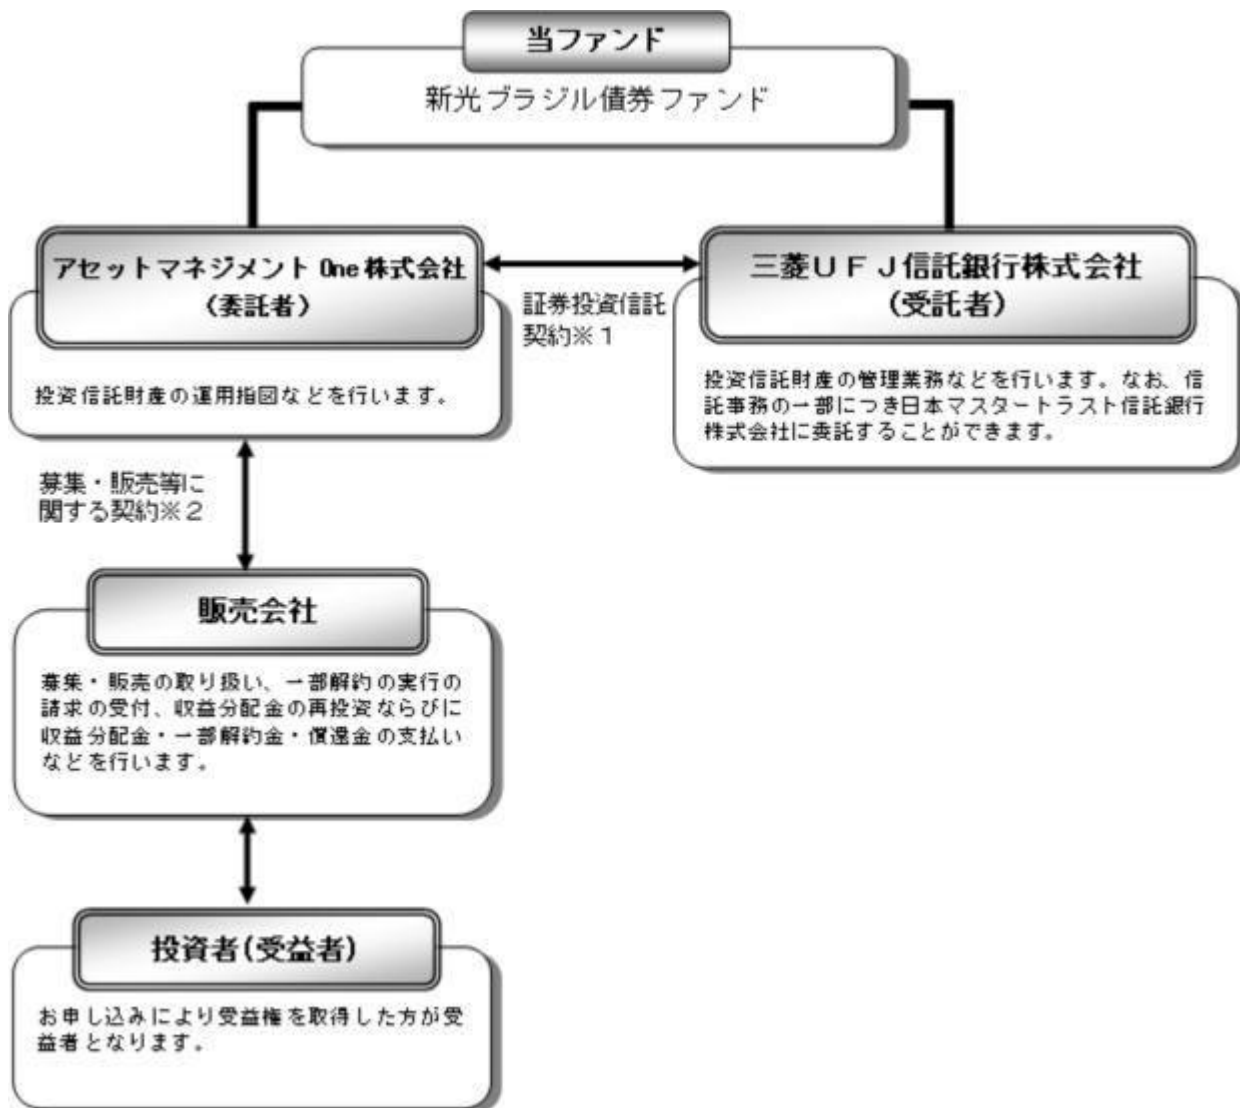 当ファンド
新光ブラジル債券ファンド
アセットマネジメント One 株式会社
(委託者)
投資信託財産の運用指図などを行います。
証券投資信託
契約※１
三菱ＵＦＪ信託銀行株式会社
(受託者)
投資信託財産の管理業務などを行います。なお、信
託事務の一部につき日本マスタートラスト信託銀行
株式会社に委託することができます。
募集・販売等に
関する契約※２
販売会社
募集・販売の取り扱い、一部解約の実行の
請求の受付、収益分配金の再投資ならびに
収益分配金・一部解約金・償還金の支払い
などを行います。
投資者(受益者)
お申し込みにより受益権を取得した方が受
益者となります。